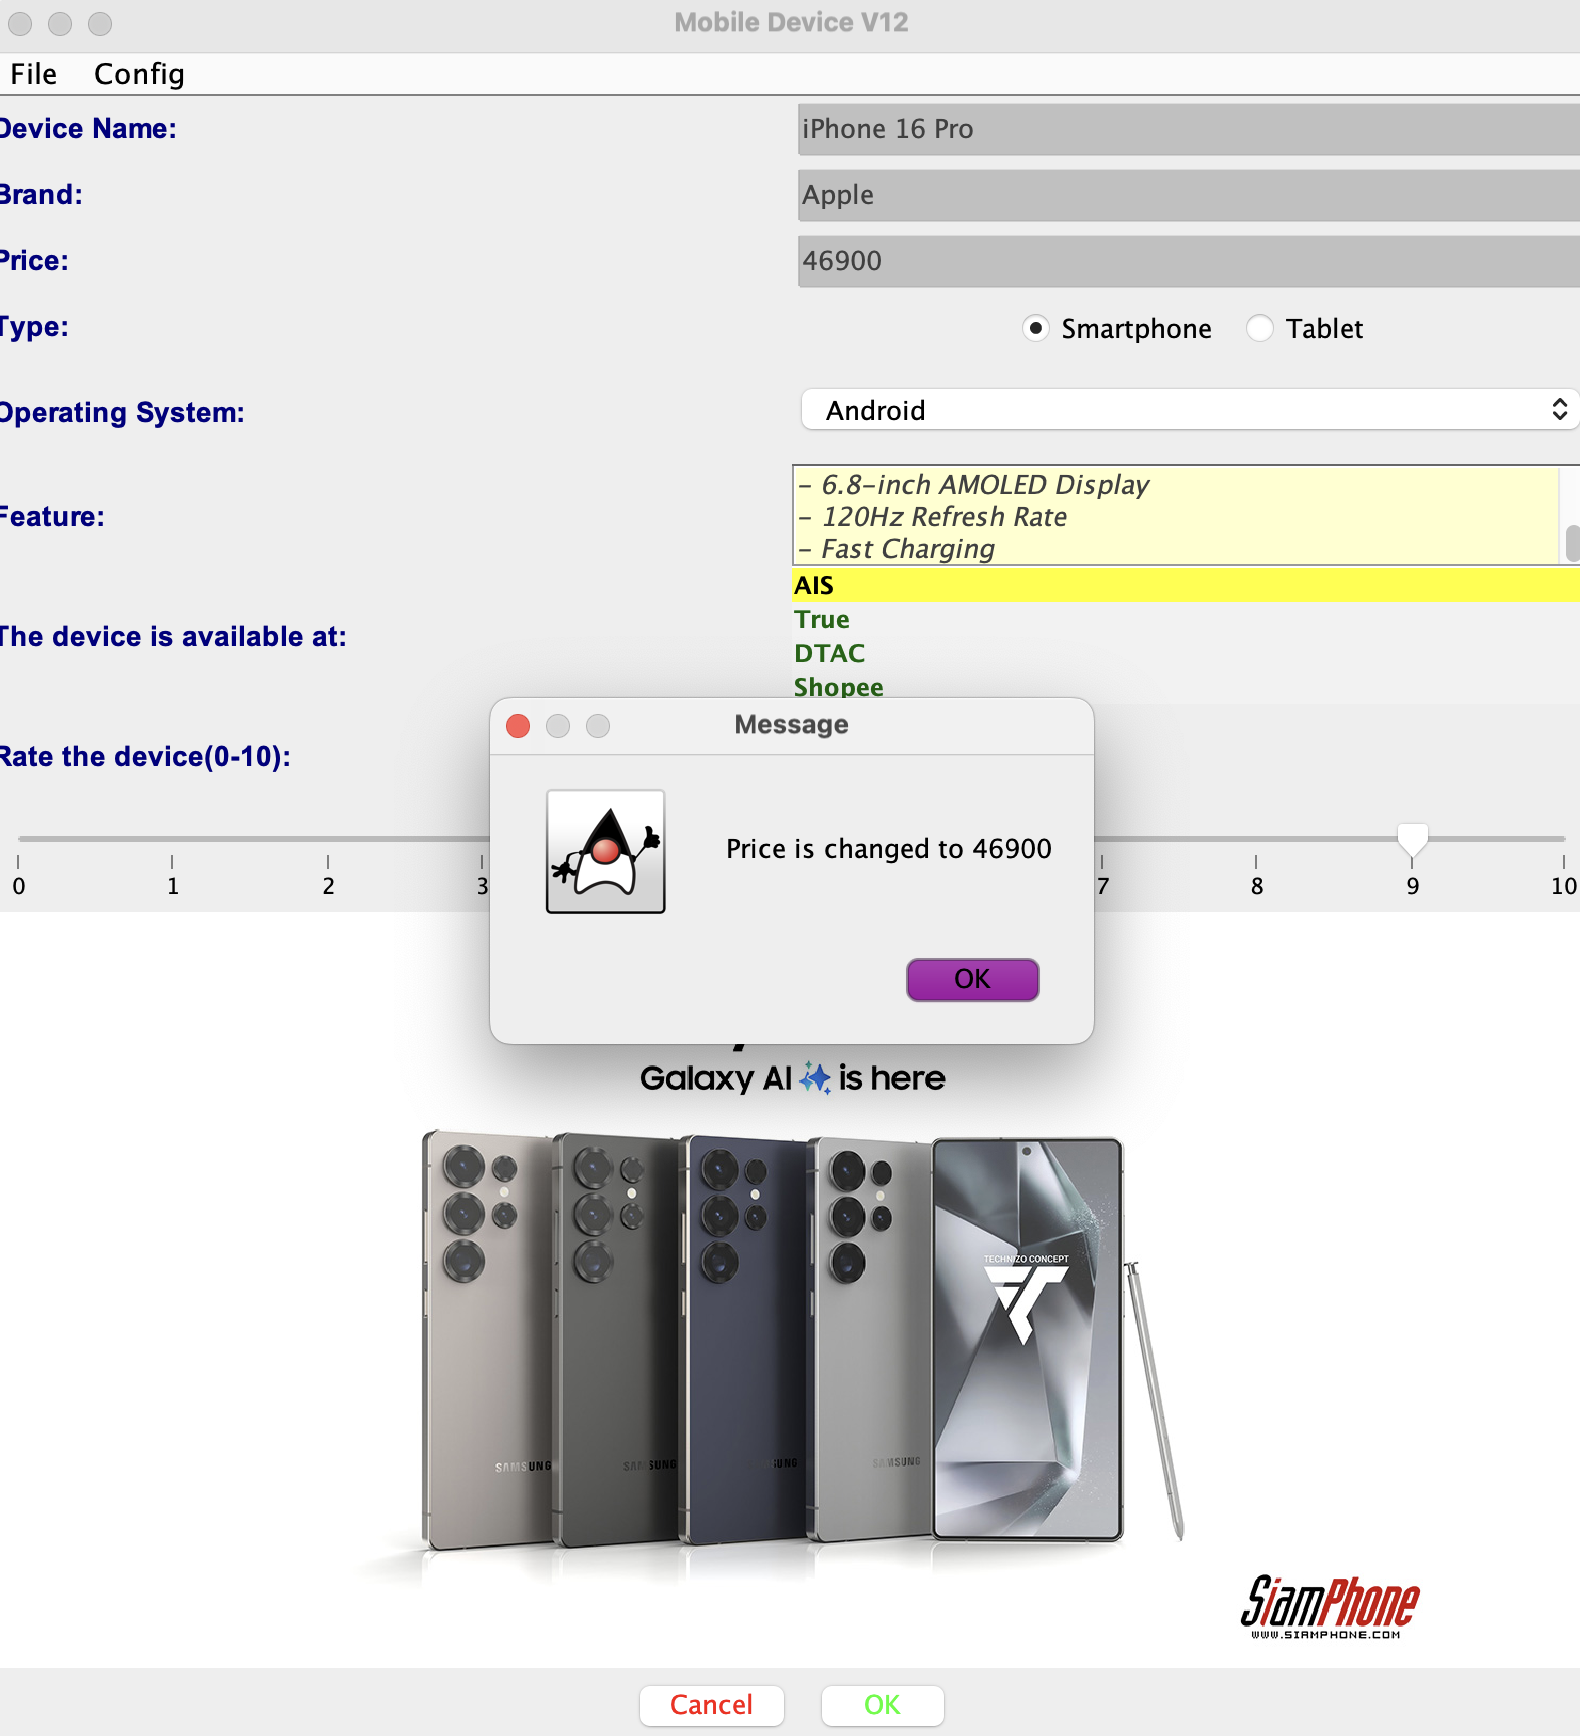 Mobile Device V12
File Config
Device Name: iPhone 16 Pro
Brand: Apple
Price: 46900
Type: Smartphone Tablet
Operating System: Android
Feature:
- 6.8-inch AMOLED Display
- 120Hz Refresh Rate
- Fast Charging
The device is available at:
AIS
True
DTAC
Shopee
Rate the device(0-10):
0 1 2 3 7 8 9 10
Message
Price is changed to 46900
OK
Galaxy AI is here
TECHNIZO CONCEPT
SAMSUNG
SAMSUNG
SUNG
SAMSUNG
SiamPhone
WWW.SIAMPHONE.COM
Cancel OK